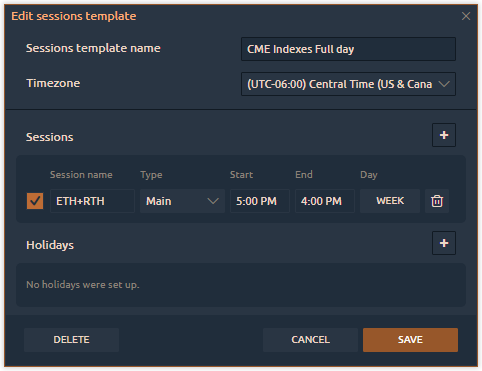 Edit sessions template
Sessions template name
CME Indexes Full day
Timezone
(UTC-06:00) Central Time (US & Cana
Sessions
Session name Type Start End Day
ETH+RTH Main 5:00 PM 4:00 PM WEEK
Holidays
No holidays were set up.
DELETE CANCEL SAVE